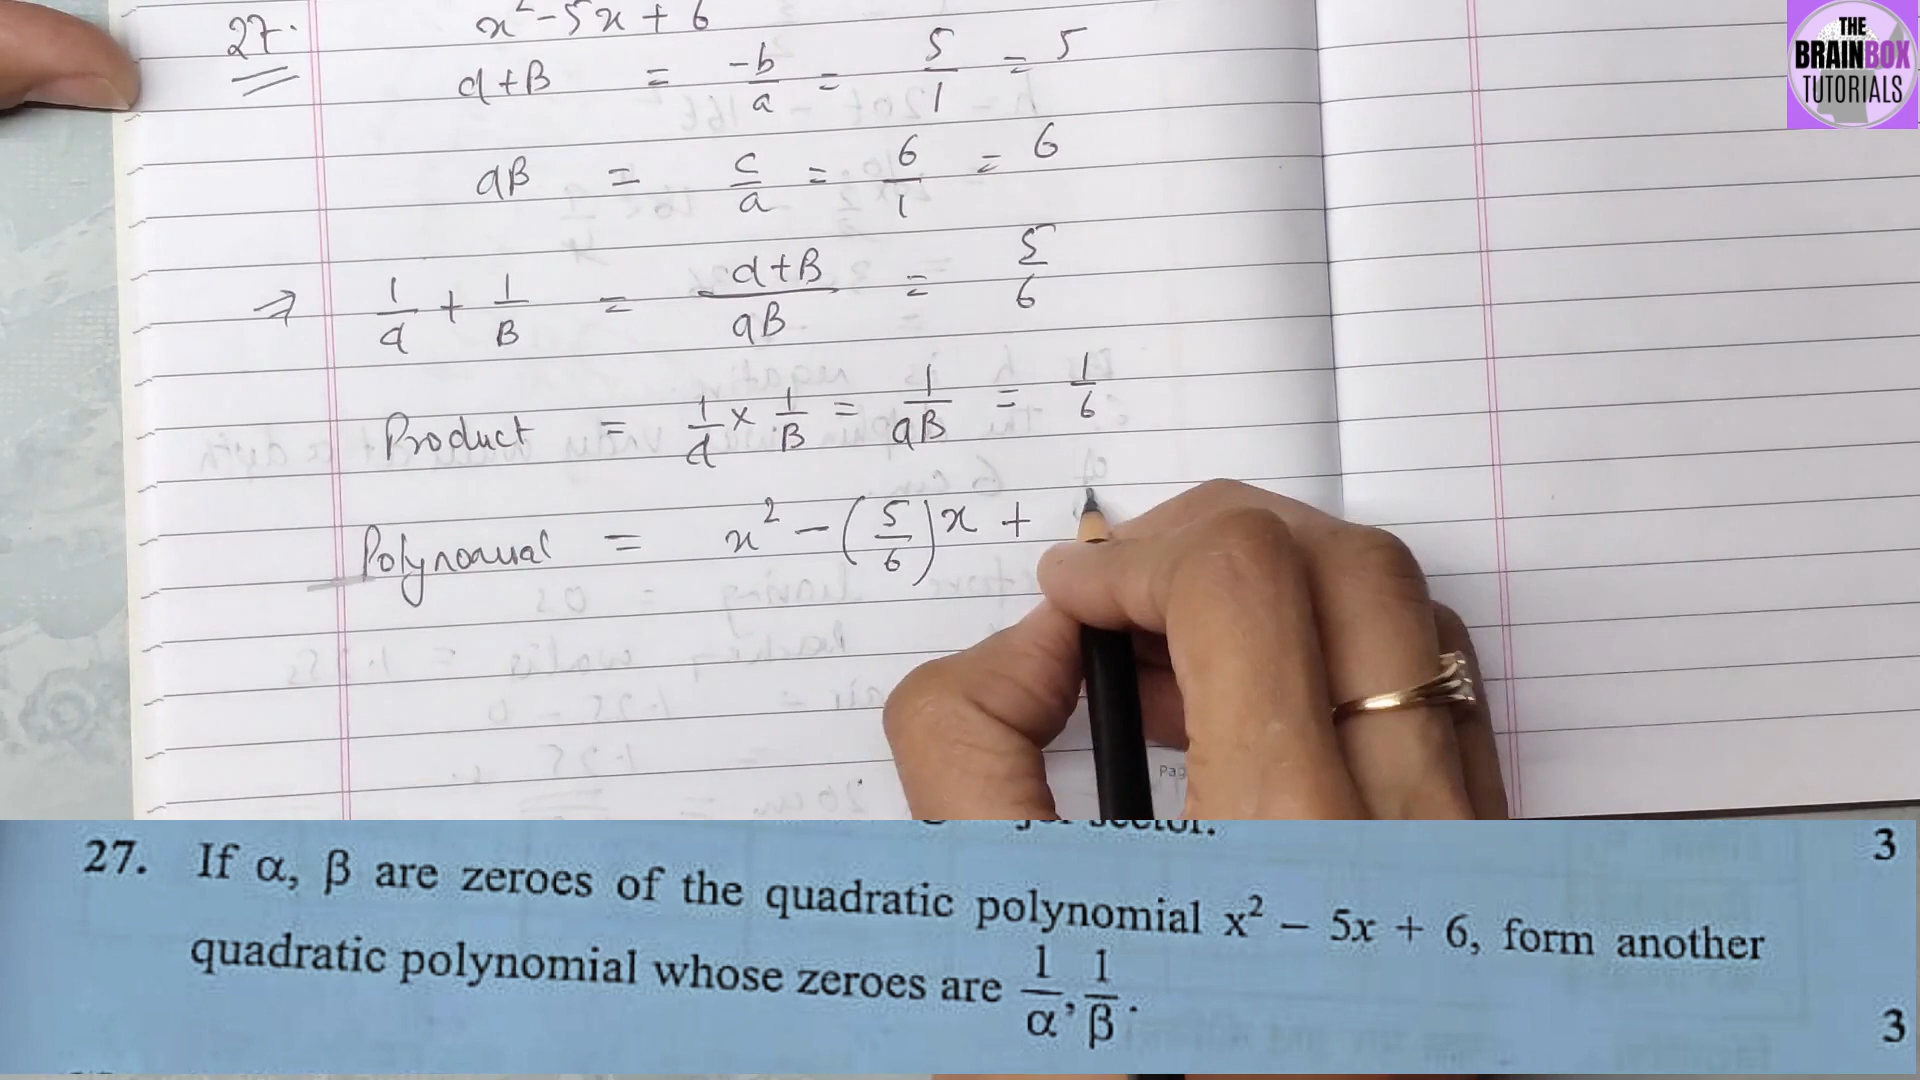 THE
BRAINBOX
TUTORIALS
27. x² - 5x + 6
α+β = -b/a = 5/1 = 5
αβ = c/a = 6/1 = 6
⇒ 1/α + 1/β = α+β/αβ = 5/6
Product = 1/α × 1/β = 1/αβ = 1/6
Polynomial = x² - (5/6)x +
3
27. If α, β are zeroes of the quadratic polynomial x² – 5x + 6, form another
quadratic polynomial whose zeroes are 1/α, 1/β.
3